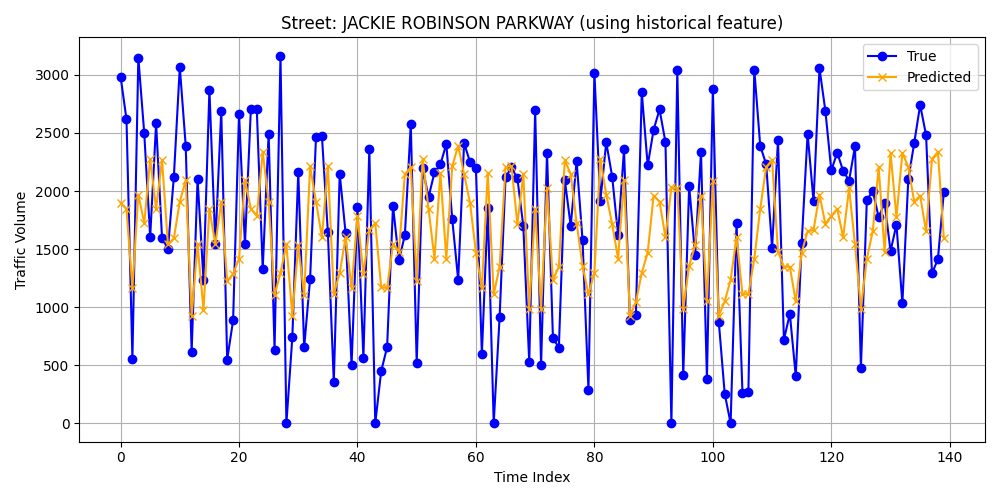 Street: JACKIE ROBINSON PARKWAY (using historical feature)
True
Predicted
Traffic Volume
3000
2500
2000
1500
1000
500
0
0 20 40 60 80 100 120 140
Time Index